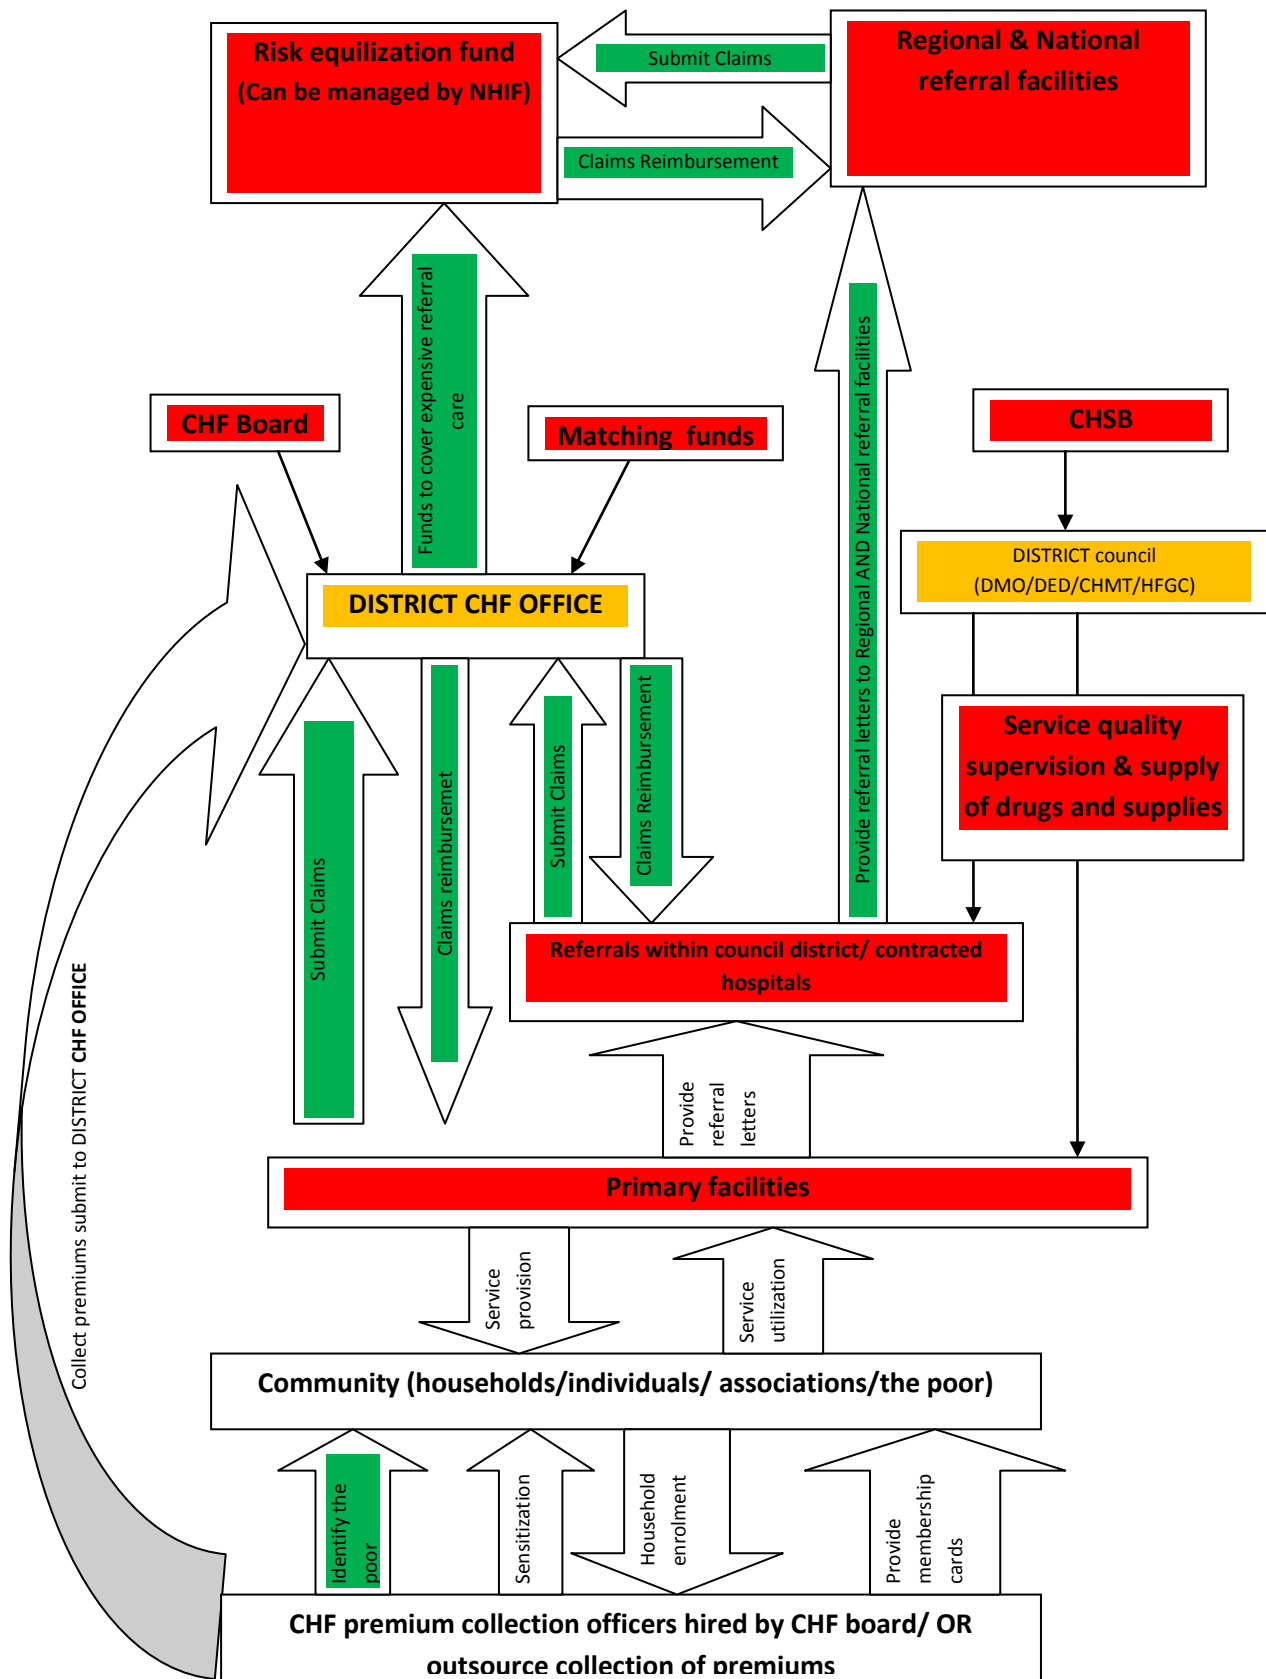 Risk equilization fund
(Can be managed by NHIF)
Submit Claims
Regional & National
referral facilities
Claims Reimbursement
Funds to cover expensive referral
care
Provide referral letters to Regional AND National referral facilities
CHF Board
Matching funds
CHSB
DISTRICT council
(DMO/DED/CHMT/HFGC)
DISTRICT CHF OFFICE
Submit Claims
Claims reimbursemet
Submit Claims
Claims Reimbursement
Service quality
supervision & supply
of drugs and supplies
Referrals within council district/ contracted
hospitals
Collect premiums submit to DISTRICT CHF OFFICE
Provide
referral
letters
Primary facilities
Service
provision
Service
utilization
Community (households/individuals/ associations/the poor)
Identify the
poor
Sensitization
Household
enrolment
Provide
membership
cards
CHF premium collection officers hired by CHF board/ OR
outsource collection of premiums